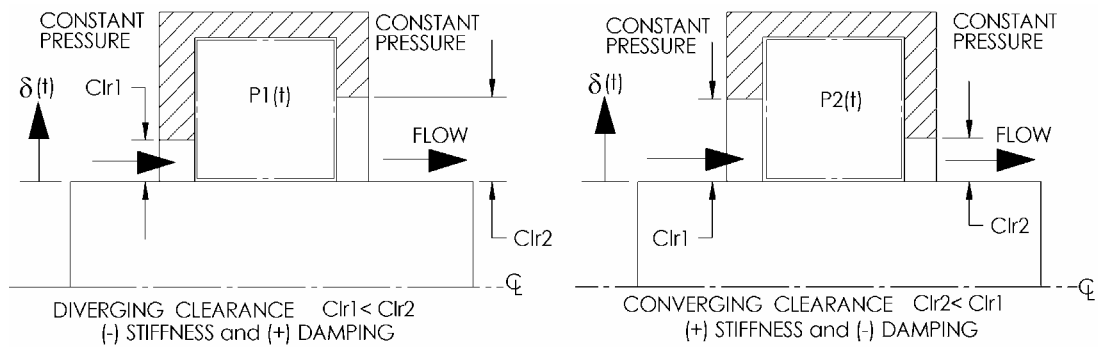 CONSTANT
PRESSURE
CONSTANT
PRESSURE
δ(t)
Clr1
P1(t)
FLOW
Clr2
℄
DIVERGING CLEARANCE Clr1< Clr2
(-) STIFFNESS and (+) DAMPING
CONSTANT
PRESSURE
CONSTANT
PRESSURE
δ(t)
P2(t)
FLOW
Clr1
Clr2
℄
CONVERGING CLEARANCE Clr2< Clr1
(+) STIFFNESS and (-) DAMPING